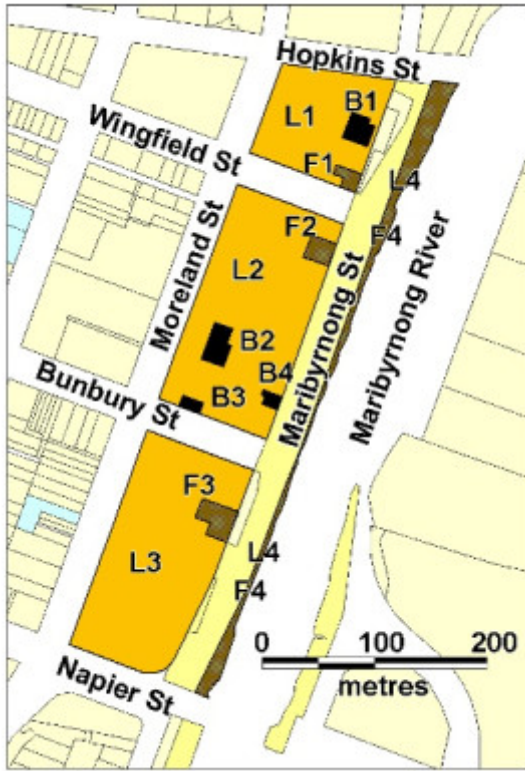 Hopkins St
B1
L1
Wingfield St
F1
L4
F2
F4
Moreland St
L2
Maribyrnong St
Maribyrnong River
B2
B4
B3
Bunbury St
F3
L3
L4
F4
0 100 200
metres
Napier St